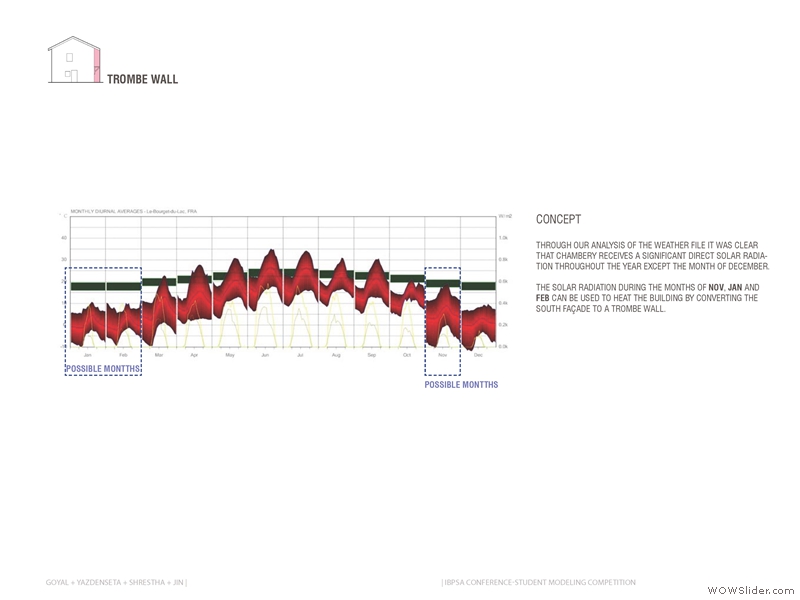 TROMBE WALL
MONTHLY DIURNAL AVERAGES - Le-Bourget-du-Lac, FRA
° C
W/m2
40
1.0k
30
0.8k
20
0.6k
0.4k
0.2k
0.0k
Jan Feb Mar Apr May Jun Jul Aug Sep Oct Nov Dec
POSSIBLE MONTTHS
POSSIBLE MONTTHS
CONCEPT
THROUGH OUR ANALYSIS OF THE WEATHER FILE IT WAS CLEAR
THAT CHAMBERY RECEIVES A SIGNIFICANT DIRECT SOLAR RADIA-
TION THROUGHOUT THE YEAR EXCEPT THE MONTH OF DECEMBER.
THE SOLAR RADIATION DURING THE MONTHS OF NOV, JAN AND
FEB CAN BE USED TO HEAT THE BUILDING BY CONVERTING THE
SOUTH FAÇADE TO A TROMBE WALL.
GOYAL + YAZDENSETA + SHRESTHA + JIN |
| IBPSA CONFERENCE-STUDENT MODELING COMPETITION
WOWSlider.com